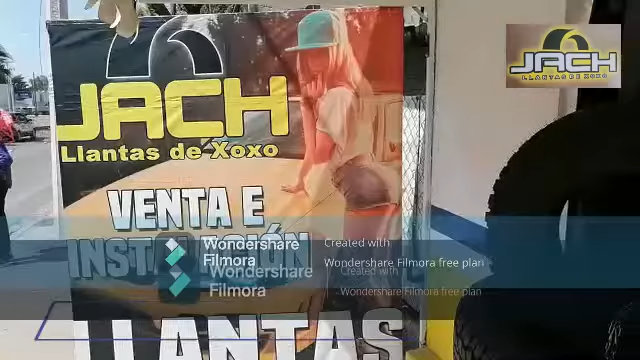 JACH
Llantas de Xoxo
VENTA E
INSTALACIÓN
LLANTAS
JACH
LLANTAS DE XOXO
Wondershare
Filmora
Created with
Wondershare Filmora free plan
Wondershare
Filmora
Created with
Wondershare Filmora free plan